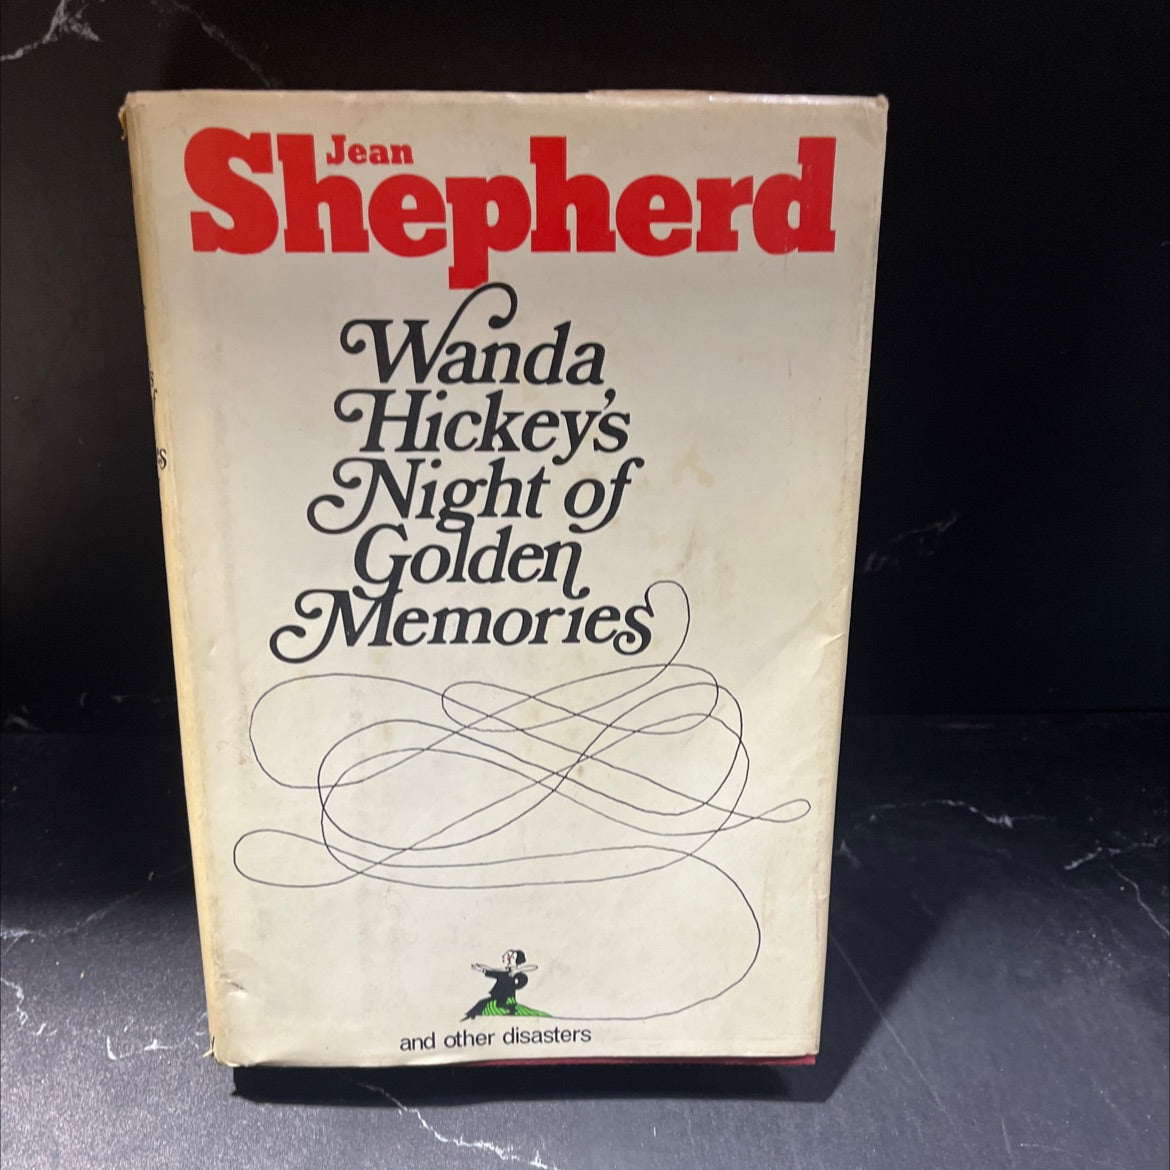 Jean
Shepherd
Wanda
Hickey's
Night of
Golden
Memories
and other disasters